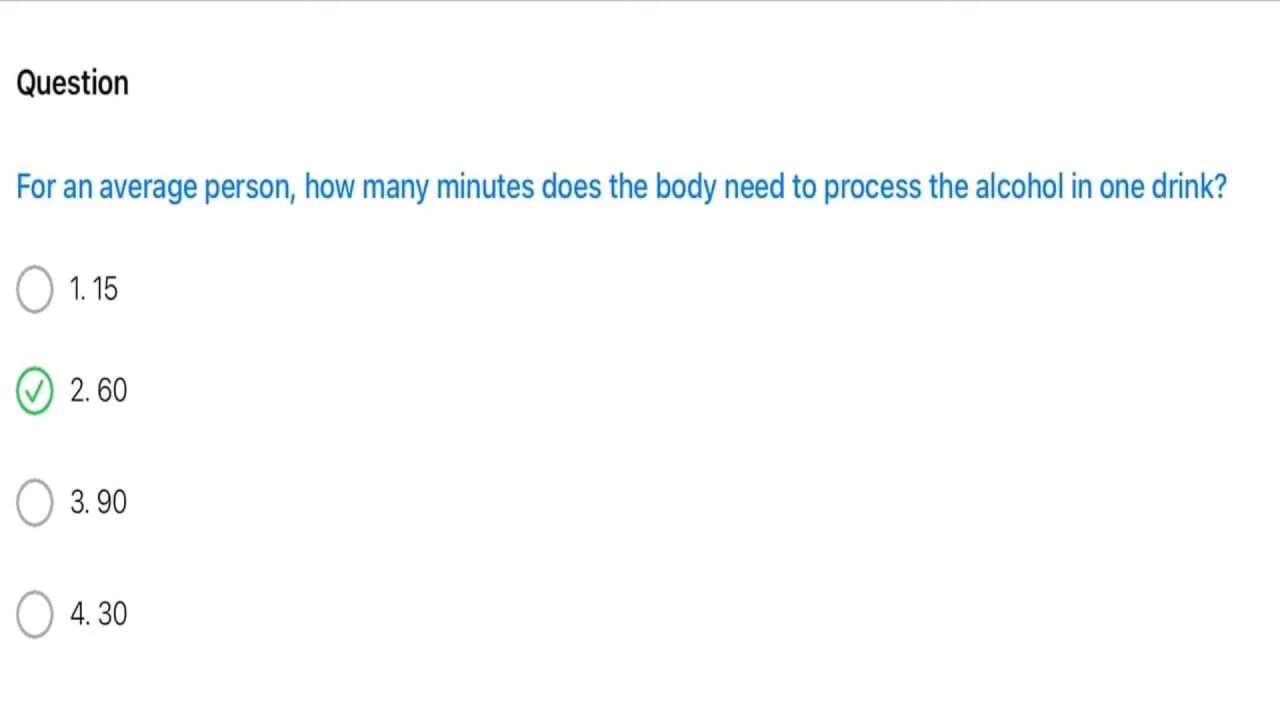 Question
For an average person, how many minutes does the body need to process the alcohol in one drink?
1. 15
2. 60
3. 90
4. 30